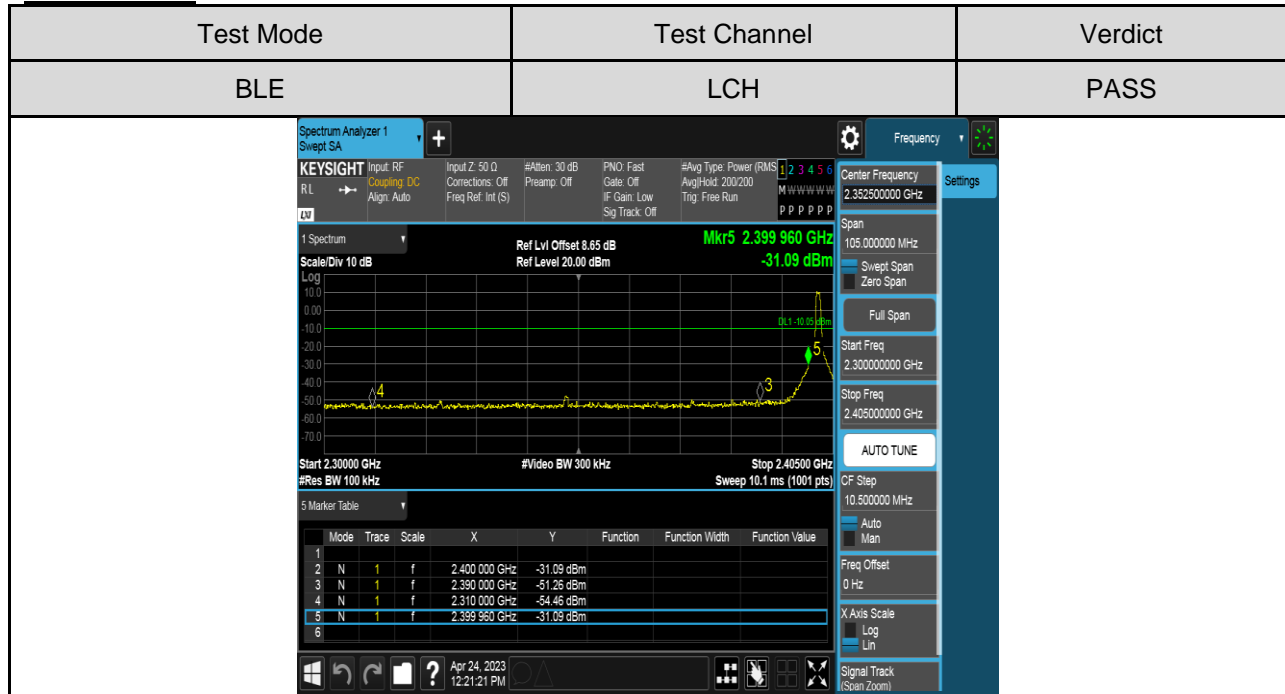 Test Mode Test Channel Verdict
BLE LCH PASS
Spectrum Analyzer 1
Swept SA
+
Frequency
KEYSIGHT Input: RF Input Z: 50 Ω #Atten: 30 dB PNO: Fast #Avg Type: Power (RMS 1 2 3 4 5 6
RL Coupling: DC Corrections: Off Preamp: Off Gate: Off Avg|Hold: 200/200 M W W W W W
Align: Auto Freq Ref: Int (S) IF Gain: Low Trig: Free Run
LXI Sig Track: Off P P P P P P
1 Spectrum Ref Lvl Offset 8.65 dB Mkr5 2.399 960 GHz
Scale/Div 10 dB Ref Level 20.00 dBm -31.09 dBm
Log
10.0
0.00
DL1 -10.05 dBm
-10.0
-20.0
5
-30.0
-40.0
4 3
-50.0
-60.0
-70.0
Start 2.30000 GHz #Video BW 300 kHz Stop 2.40500 GHz
#Res BW 100 kHz Sweep 10.1 ms (1001 pts)
5 Marker Table
Mode Trace Scale X Y Function Function Width Function Value
1
2 N 1 f 2.400 000 GHz -31.09 dBm
3 N 1 f 2.390 000 GHz -51.26 dBm
4 N 1 f 2.310 000 GHz -54.46 dBm
5 N 1 f 2.399 960 GHz -31.09 dBm
6
? Apr 24, 2023
12:21:21 PM
Center Frequency
2.352500000 GHz
Settings
Span
105.000000 MHz
Swept Span
Zero Span
Full Span
Start Freq
2.300000000 GHz
Stop Freq
2.405000000 GHz
AUTO TUNE
CF Step
10.500000 MHz
Auto
Man
Freq Offset
0 Hz
X Axis Scale
Log
Lin
Signal Track
(Span Zoom)